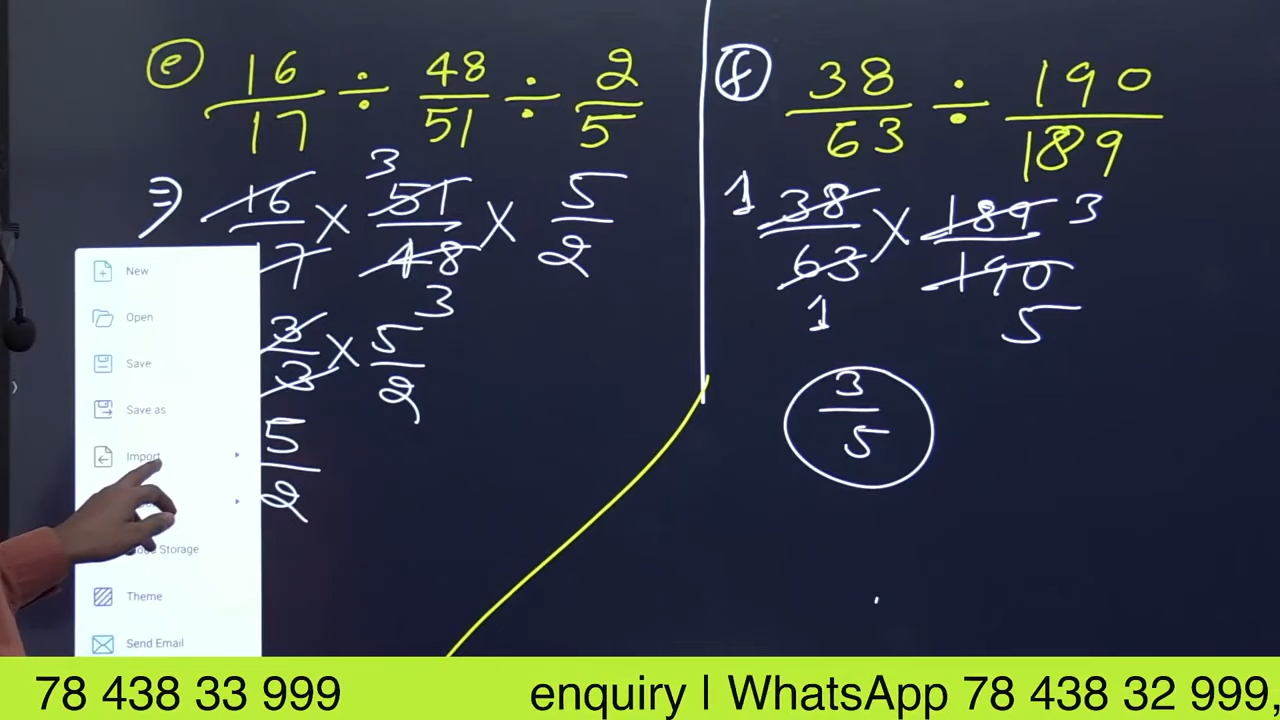 e 16/17 ÷ 48/51 ÷ 2/5
3
⇒ 16/7 × 51/48 × 5/2
3
3/3 × 5/2
5/2
f 38/63 ÷ 190/189
1 38/63 × 189/190 3
1 5
3/5
New
Open
Save
Save as
Import
Storage
Theme
Send Email
78 438 33 999
enquiry | WhatsApp 78 438 32 999,